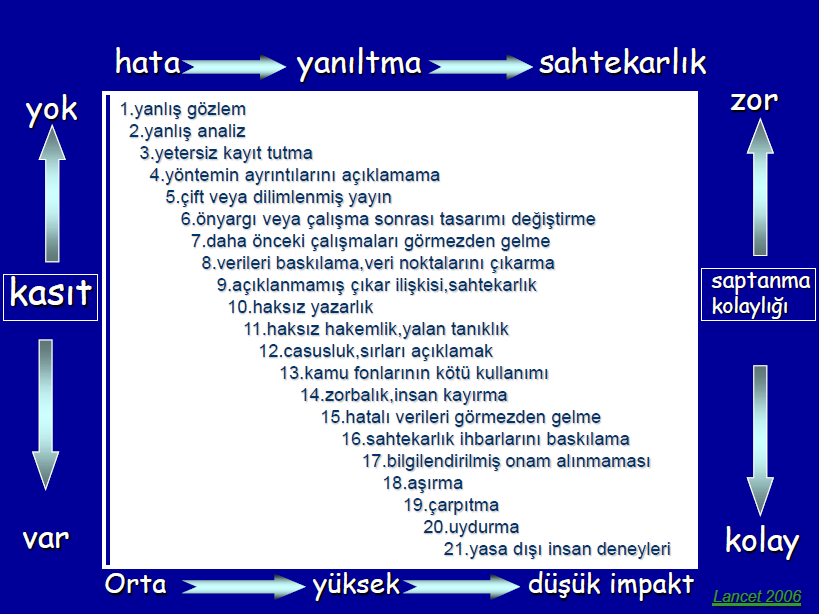 hata yanıltma sahtekarlık
yok
zor
1.yanlış gözlem
2.yanlış analiz
3.yetersiz kayıt tutma
4.yöntemin ayrıntılarını açıklamama
5.çift veya dilimlenmiş yayın
6.önyargı veya çalışma sonrası tasarımı değiştirme
7.daha önceki çalışmaları görmezden gelme
8.verileri baskılama,veri noktalarını çıkarma
9.açıklanmamış çıkar ilişkisi,sahtekarlık
10.haksız yazarlık
11.haksız hakemlik,yalan tanıklık
12.casusluk,sırları açıklamak
13.kamu fonlarının kötü kullanımı
14.zorbalık,insan kayırma
15.hatalı verileri görmezden gelme
16.sahtekarlık ihbarlarını baskılama
17.bilgilendirilmiş onam alınmaması
18.aşırma
19.çarpıtma
20.uydurma
21.yasa dışı insan deneyleri
kasıt
saptanma
kolaylığı
var
kolay
Orta yüksek düşük impakt
Lancet 2006